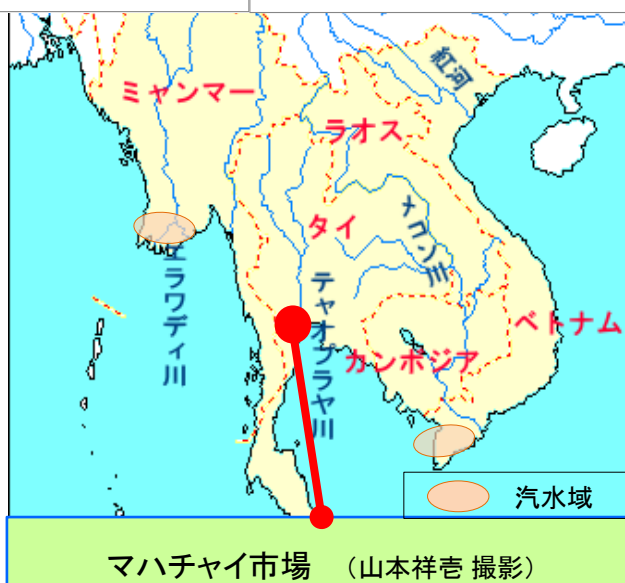 紅河
ミャンマー
ラオス
タイ
メコン川
エラワディ川
チャオプラヤ川
ベトナム
カンボジア
汽水域
マハチャイ市場 (山本祥壱 撮影)